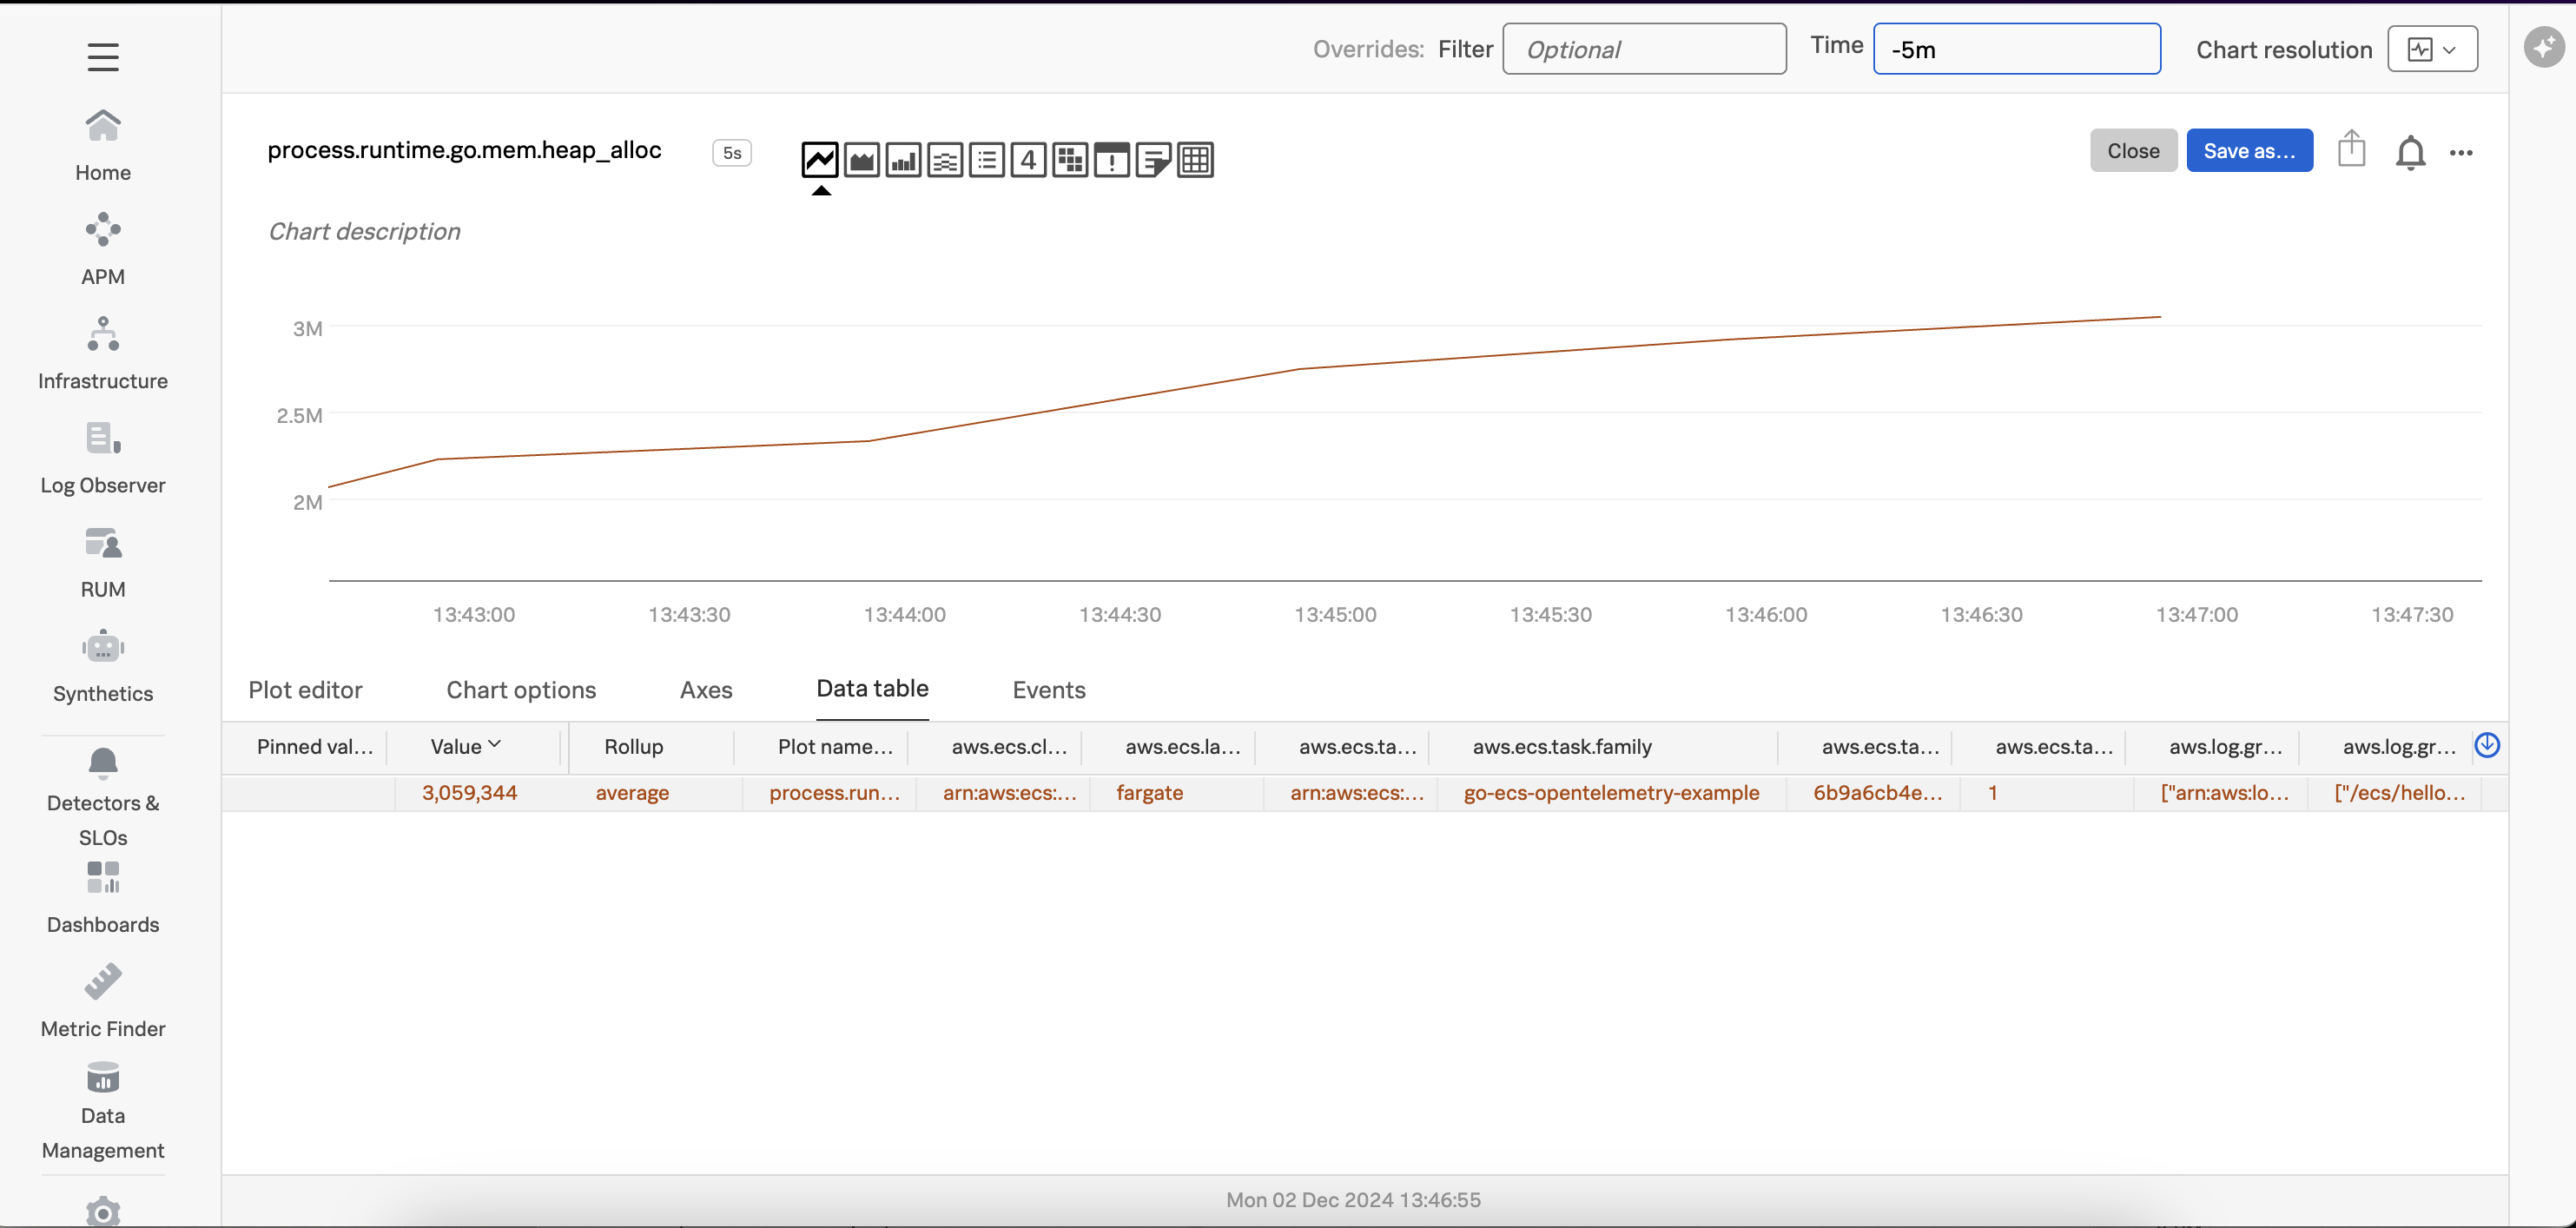 Overrides: Filter Optional Time -5m Chart resolution
Home
APM
Infrastructure
Log Observer
RUM
Synthetics
Detectors &
SLOs
Dashboards
Metric Finder
Data
Management
process.runtime.go.mem.heap_alloc 5s 4 Close Save as...
Chart description
3M
2.5M
2M
13:43:00 13:43:30 13:44:00 13:44:30 13:45:00 13:45:30 13:46:00 13:46:30 13:47:00 13:47:30
Plot editor Chart options Axes Data table Events
Pinned val... Value Rollup Plot name... aws.ecs.cl... aws.ecs.la... aws.ecs.ta... aws.ecs.task.family aws.ecs.ta... aws.ecs.ta... aws.log.gr... aws.log.gr...
3,059,344 average process.run... arn:aws:ecs:... fargate arn:aws:ecs:... go-ecs-opentelemetry-example 6b9a6cb4e... 1 ["arn:aws:lo... ["/ecs/hello...
Mon 02 Dec 2024 13:46:55